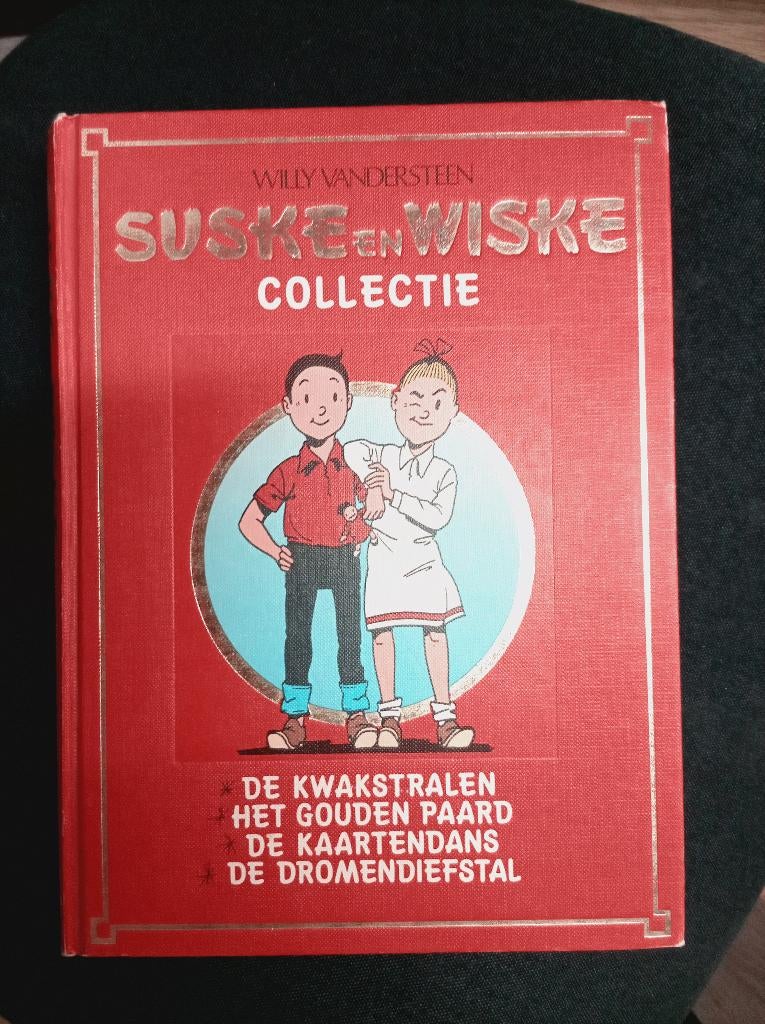 WILLY VANDERSTEEN
SUSKE EN WISKE
COLLECTIE
* DE KWAKSTRALEN
* HET GOUDEN PAARD
* DE KAARTENDANS
* DE DROMENDIEFSTAL